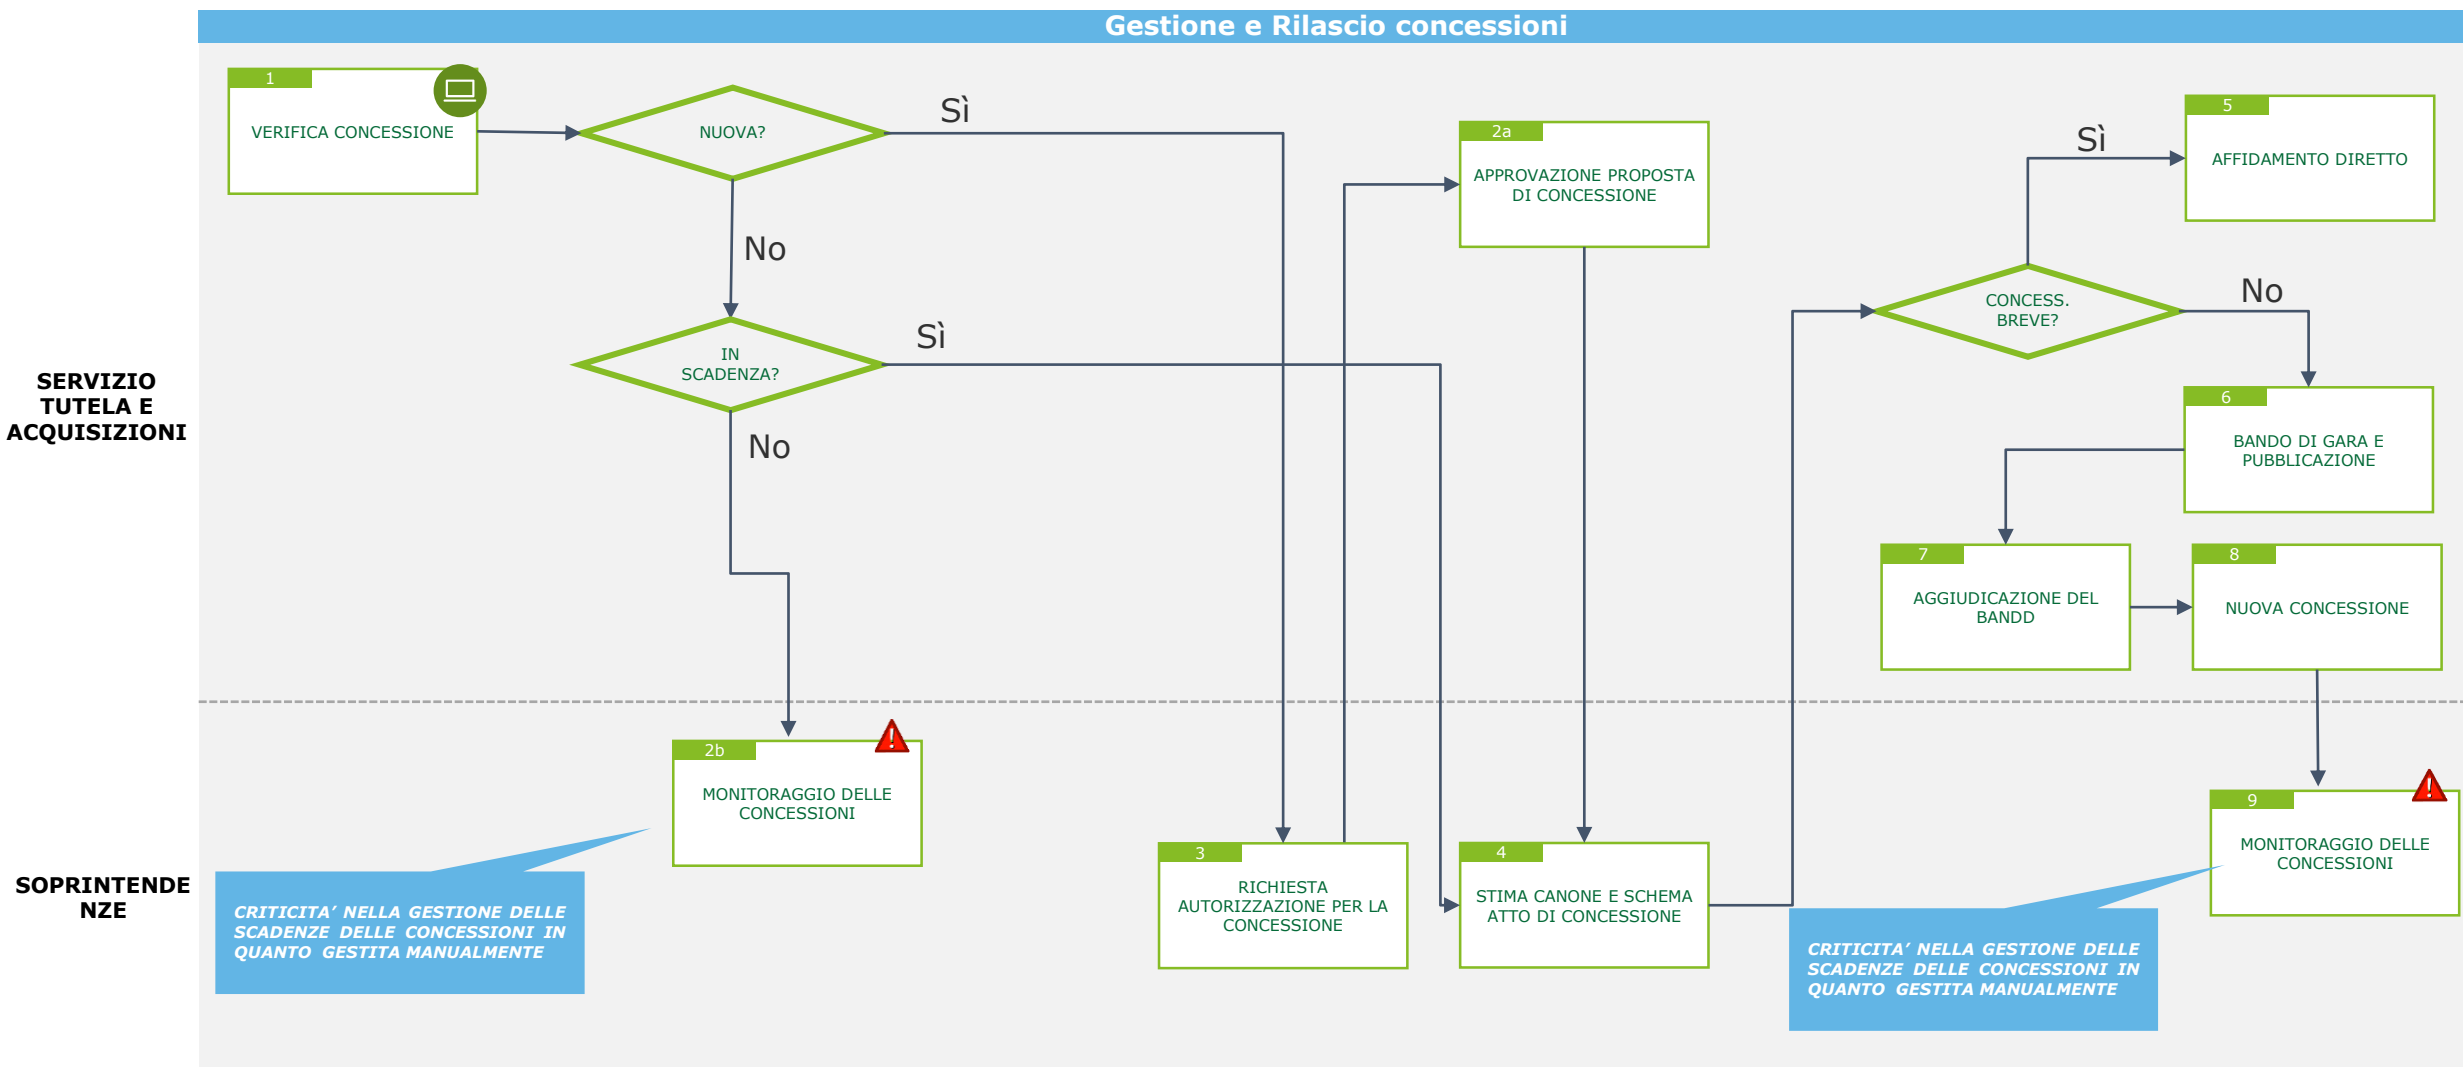 Gestione e Rilascio concessioni
SERVIZIO
TUTELA E
ACQUISIZIONI
1
VERIFICA CONCESSIONE
NUOVA?
Sì
No
IN
SCADENZA?
Sì
No
2a
APPROVAZIONE PROPOSTA
DI CONCESSIONE
CONCESS.
BREVE?
Sì
No
5
AFFIDAMENTO DIRETTO
6
BANDO DI GARA E
PUBBLICAZIONE
7
AGGIUDICAZIONE DEL
BANDD
8
NUOVA CONCESSIONE
SOPRINTENDE
NZE
2b
MONITORAGGIO DELLE
CONCESSIONI
CRITICITA’ NELLA GESTIONE DELLE
SCADENZE DELLE CONCESSIONI IN
QUANTO GESTITA MANUALMENTE
3
RICHIESTA
AUTORIZZAZIONE PER LA
CONCESSIONE
4
STIMA CANONE E SCHEMA
ATTO DI CONCESSIONE
9
MONITORAGGIO DELLE
CONCESSIONI
CRITICITA’ NELLA GESTIONE DELLE
SCADENZE DELLE CONCESSIONI IN
QUANTO GESTITA MANUALMENTE